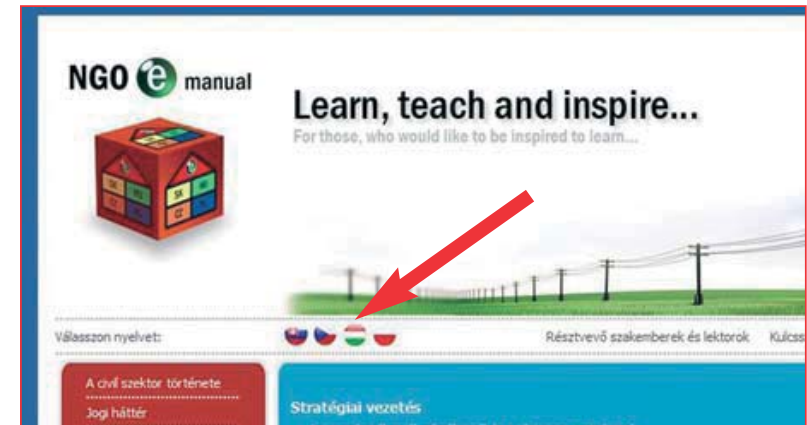 NGO e manual
Learn, teach and inspire...
For those, who would like to be inspired to learn...
Válasszon nyelvet:
Résztvevő szakemberek és lektorok Kulcss
A civil szektor története
Jogi háttér
Stratégiai vezetés